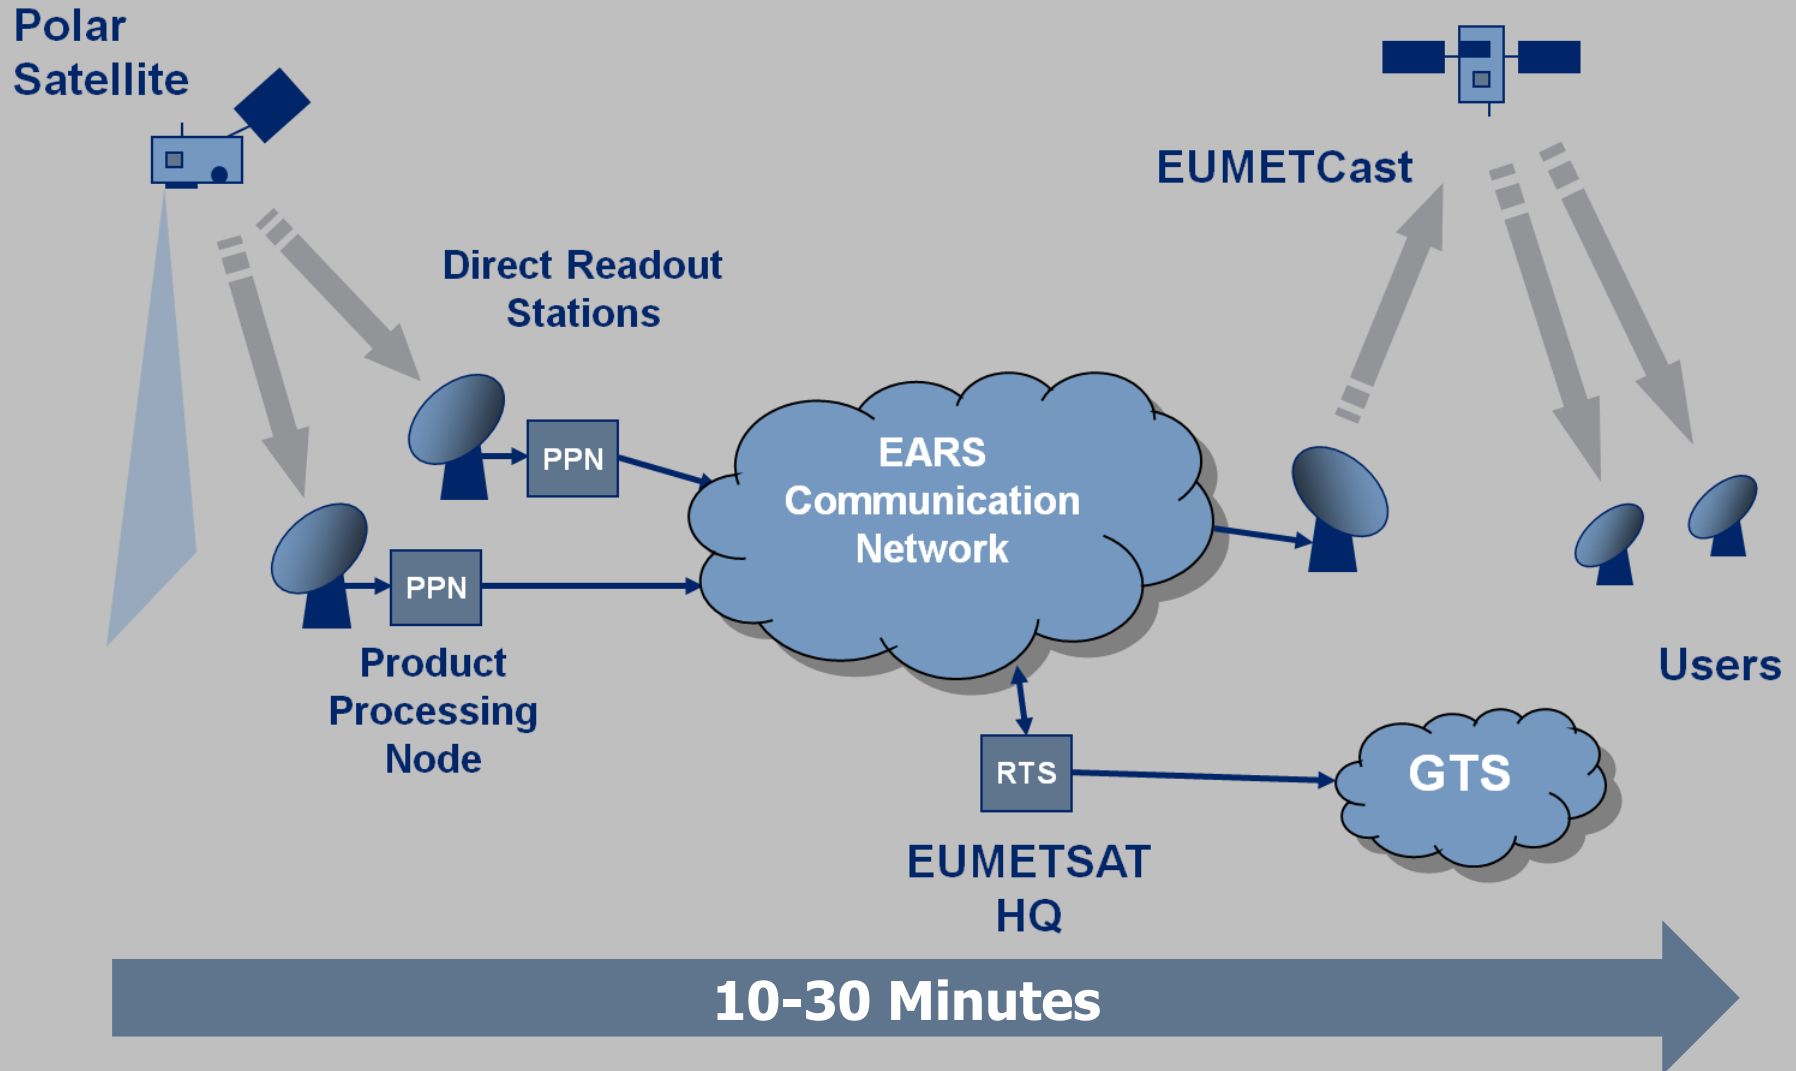 Polar
Satellite
EUMETCast
Direct Readout
Stations
PPN
EARS
Communication
Network
PPN
Product
Processing
Node
Users
RTS
GTS
EUMETSAT
HQ
10-30 Minutes